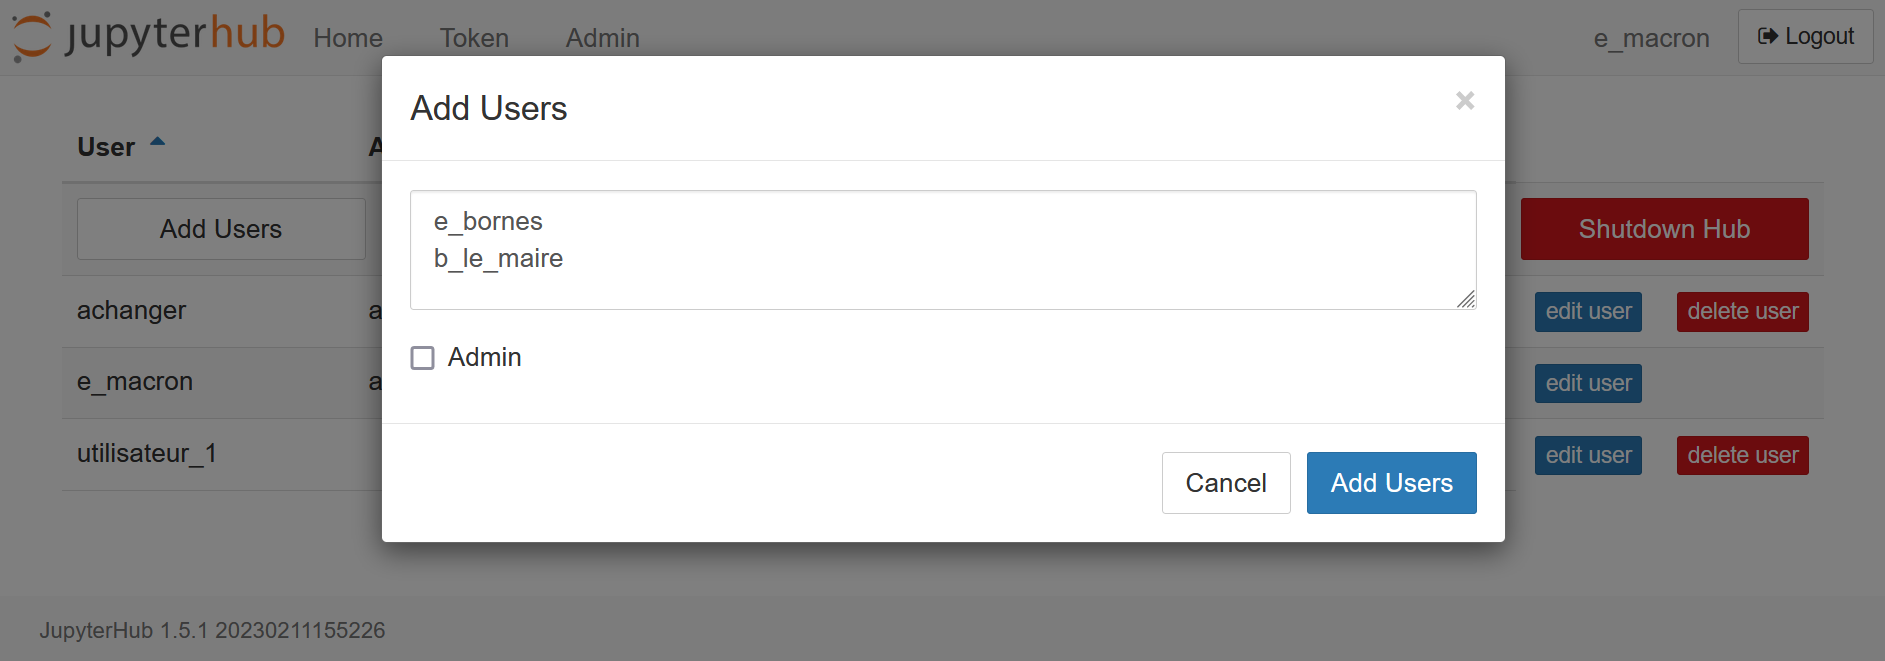 jupyterhub Home Token Admin e_macron Logout
Add Users ×
User A
e_bornes
b_le_maire
Add Users Shutdown Hub
achanger a edit user delete user
Admin
e_macron a edit user
utilisateur_1 edit user delete user
Cancel Add Users
JupyterHub 1.5.1 20230211155226